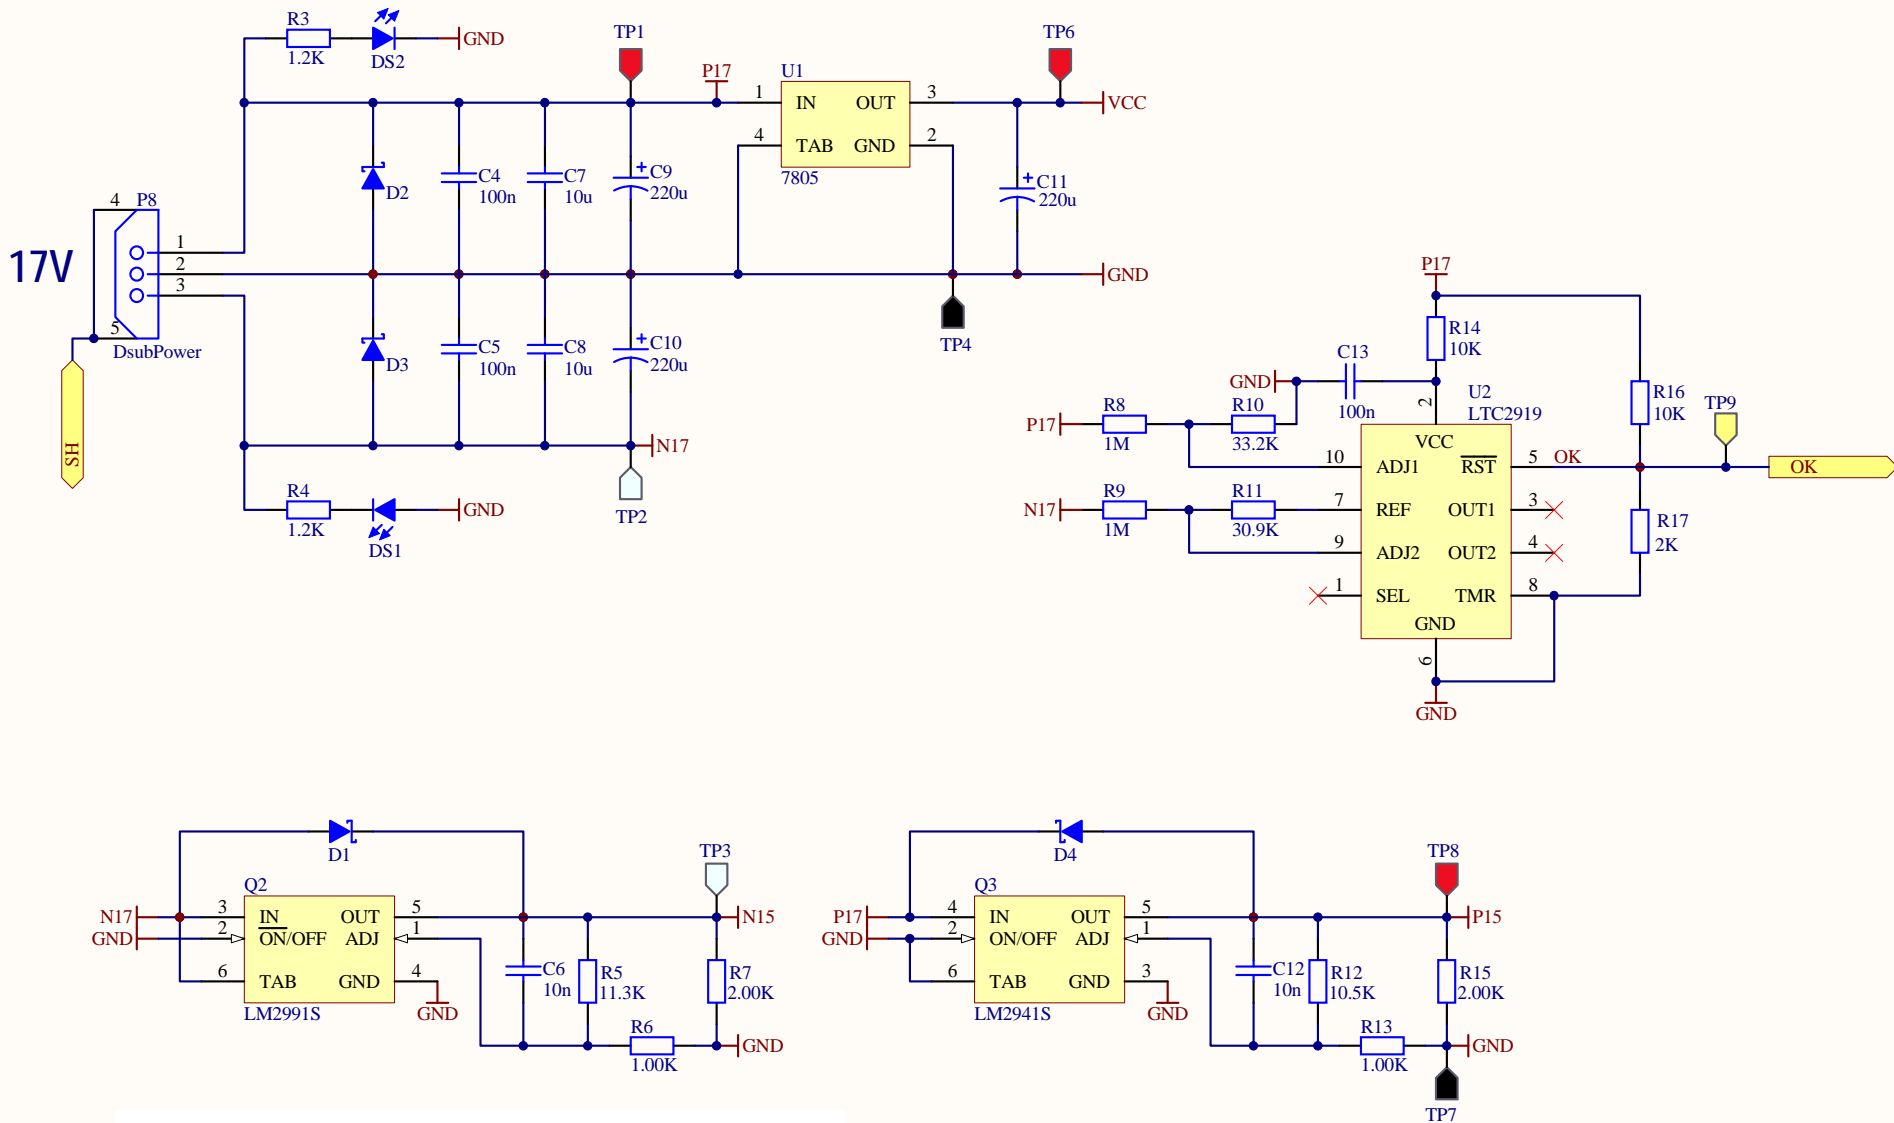 R3
1.2K
DS2
GND
TP1
P17
U1
1
IN
OUT
3
4
TAB
GND
2
7805
TP6
VCC
D2
C4
100n
C7
10u
C9
220u
C11
220u
17V
4
P8
1
2
3
5
DsubPower
SH
GND
TP4
D3
C5
100n
C8
10u
C10
220u
N17
TP2
R4
1.2K
DS1
GND
P17
R14
10K
C13
100n
GND
U2
LTC2919
2
VCC
R16
10K
TP9
P17
R8
1M
R10
33.2K
10
ADJ1
RST
5
OK
OK
N17
R9
1M
R11
30.9K
7
REF
OUT1
3
9
ADJ2
OUT2
4
R17
2K
1
SEL
TMR
8
GND
6
GND
D1
TP3
Q2
N17
3
IN
OUT
5
N15
GND
2
ON/OFF
ADJ
1
6
TAB
GND
4
GND
LM2991S
C6
10n
R5
11.3K
R7
2.00K
R6
1.00K
GND
D4
TP8
Q3
P17
4
IN
OUT
5
P15
GND
2
ON/OFF
ADJ
1
6
TAB
GND
3
GND
LM2941S
C12
10n
R12
10.5K
R15
2.00K
R13
1.00K
GND
TP7